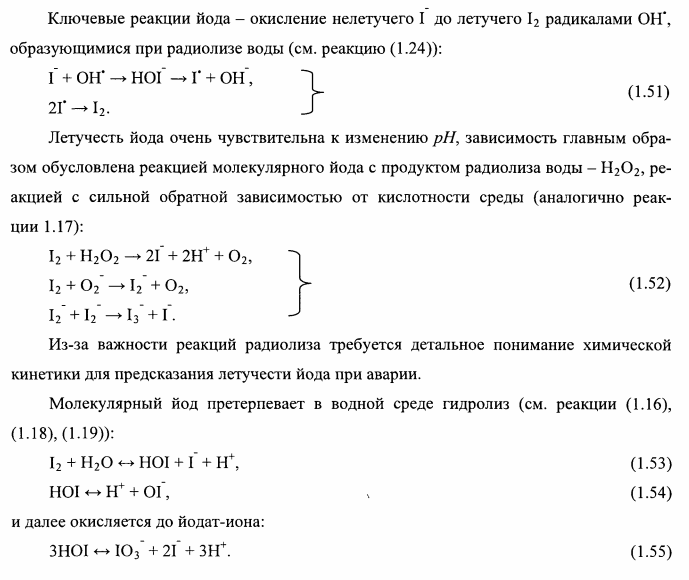 Ключевые реакции йода – окисление нелетучего I⁻ до летучего I₂ радикалами OH•,
образующимися при радиолизе воды (см. реакцию (1.24)):
I⁻ + OH• → HOI⁻ → I• + OH⁻,
2I• → I₂.
(1.51)
Летучесть йода очень чувствительна к изменению pH, зависимость главным обра-
зом обусловлена реакцией молекулярного йода с продуктом радиолиза воды – H₂O₂, ре-
акцией с сильной обратной зависимостью от кислотности среды (аналогично реак-
ции 1.17):
I₂ + H₂O₂ → 2I⁻ + 2H⁺ + O₂,
I₂ + O₂⁻ → I₂⁻ + O₂,
(1.52)
I₂⁻ + I₂⁻ → I₃⁻ + I⁻.
Из-за важности реакций радиолиза требуется детальное понимание химической
кинетики для предсказания летучести йода при аварии.
Молекулярный йод претерпевает в водной среде гидролиз (см. реакции (1.16),
(1.18), (1.19)):
I₂ + H₂O ↔ HOI + I⁻ + H⁺, (1.53)
HOI ↔ H⁺ + OI⁻, (1.54)
и далее окисляется до йодат-иона:
3HOI ↔ IO₃⁻ + 2I⁻ + 3H⁺. (1.55)